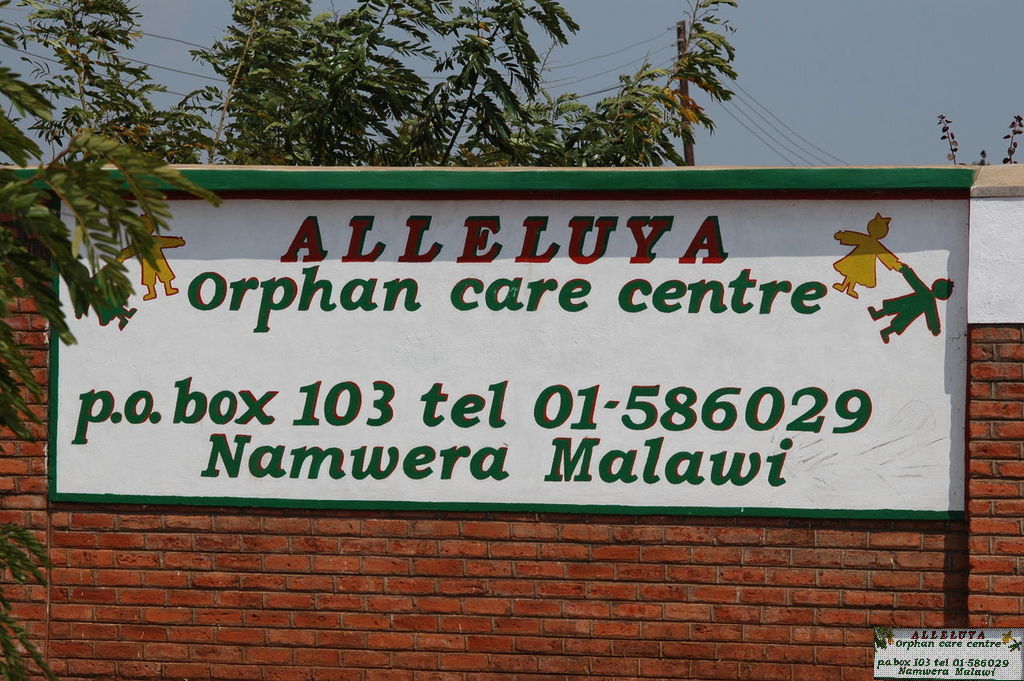 ALLELUYA
Orphan care centre
p.o. box 103 tel 01-586029
Namwera Malawi
ALLELUYA
Orphan care centre
p.o. box 103 tel 01-586029
Namwera Malawi